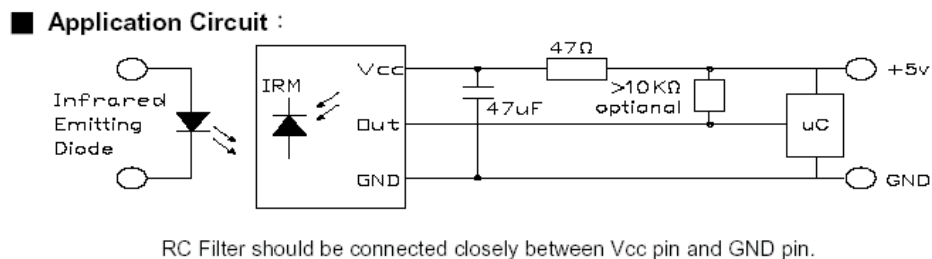 ■ Application Circuit :
Infrared
Emitting
Diode
IRM
Vcc
Out
GND
47Ω
47uF
>10KΩ
optional
uC
+5v
GND
RC Filter should be connected closely between Vcc pin and GND pin.